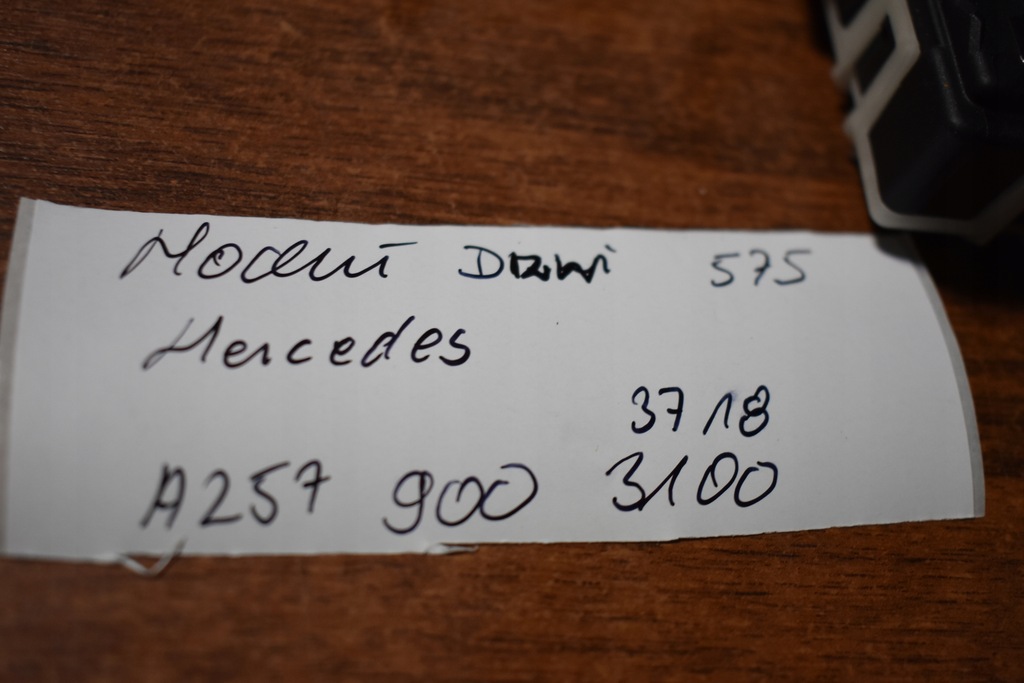 Moduł Drzwi 575
Mercedes
3718
A257 900 3100